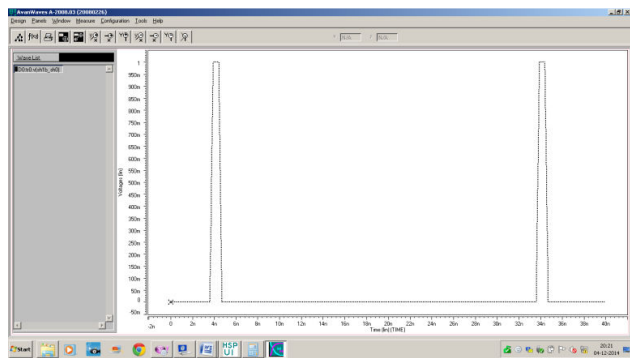 AvanWaves A-2008.03 (20080226)
Design Panels Window Measure Configuration Tools Help
Wave List
Voltages (lin)
1
950m
900m
850m
800m
750m
700m
650m
600m
550m
500m
450m
400m
350m
300m
250m
200m
150m
100m
50m
0
-50m
-2n 0 2n 4n 6n 8n 10n 12n 14n 16n 18n 20n 22n 24n 26n 28n 30n 32n 34n 36n 38n 40n
Time (lin) (TIME)
Start
HSP
UI
20:21
04-12-2014